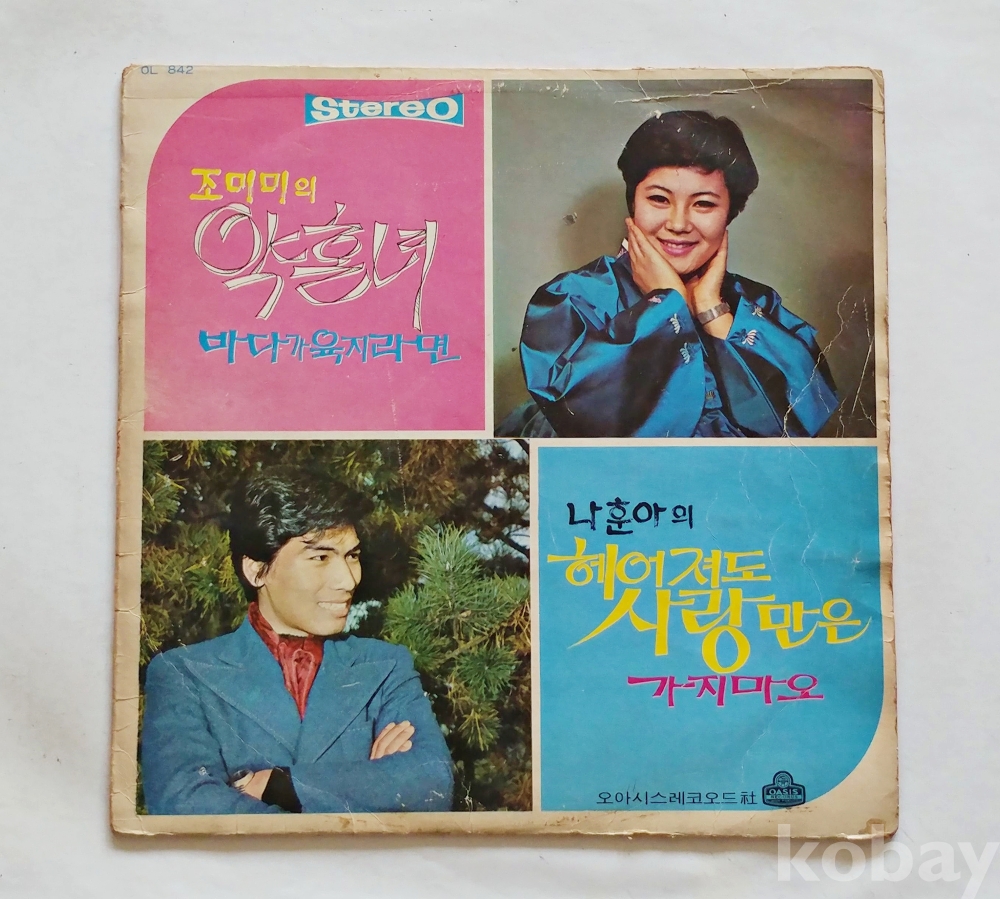 OL 842
Stereo
조미미의
약혼녀
바다가육지라면
나훈아의
헤어져도
사랑만은
가지마오
오아시스레코오드社
OASIS
RECORDS
kobay